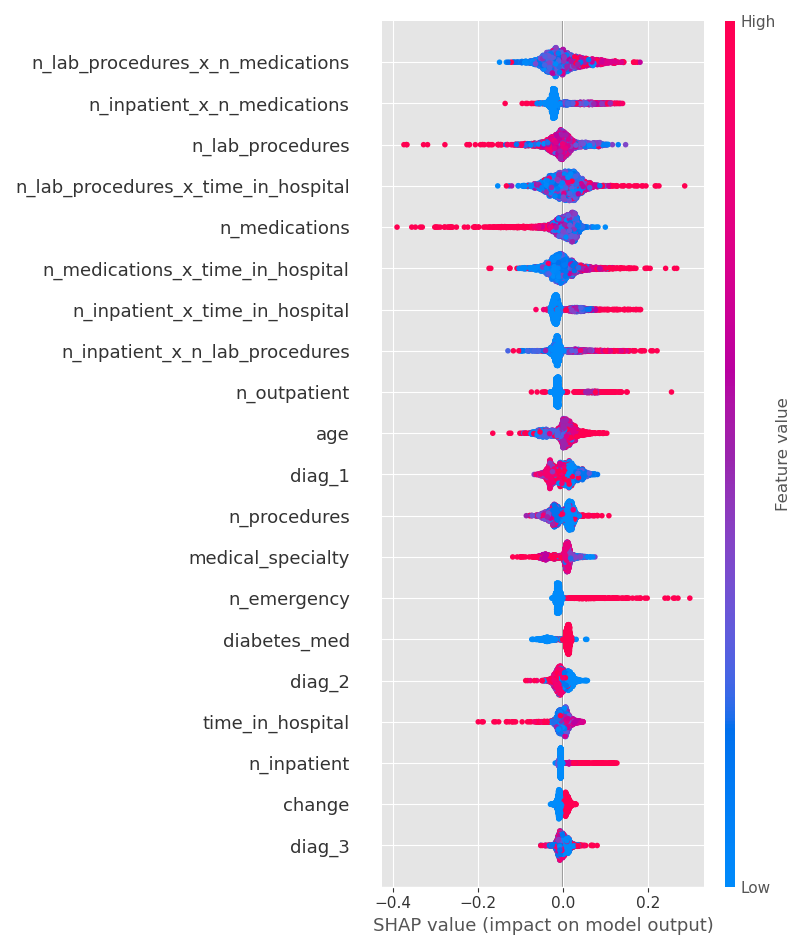 High
n_lab_procedures_x_n_medications
n_inpatient_x_n_medications
n_lab_procedures
n_lab_procedures_x_time_in_hospital
n_medications
n_medications_x_time_in_hospital
n_inpatient_x_time_in_hospital
n_inpatient_x_n_lab_procedures
n_outpatient
age
diag_1
n_procedures
medical_specialty
n_emergency
diabetes_med
diag_2
time_in_hospital
n_inpatient
change
diag_3
Feature value
Low
−0.4 −0.2 0.0 0.2
SHAP value (impact on model output)